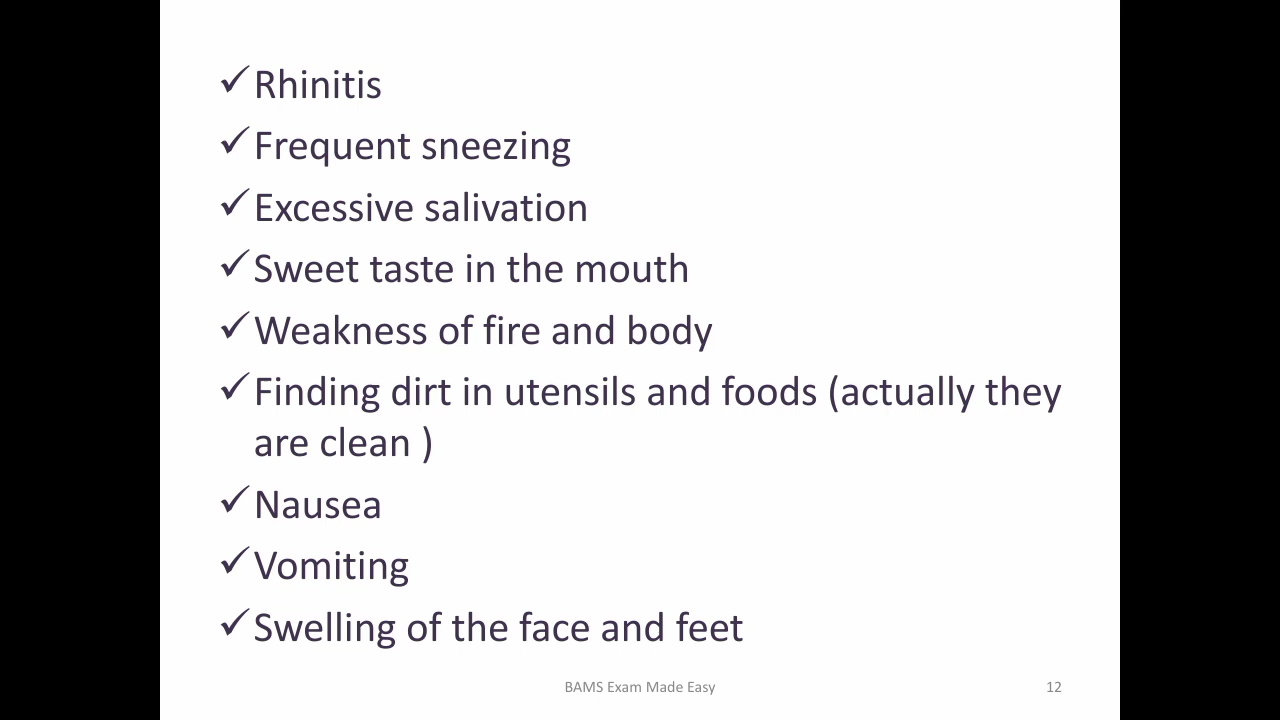 ✓Rhinitis
✓Frequent sneezing
✓Excessive salivation
✓Sweet taste in the mouth
✓Weakness of fire and body
✓Finding dirt in utensils and foods (actually they
are clean )
✓Nausea
✓Vomiting
✓Swelling of the face and feet
BAMS Exam Made Easy
12